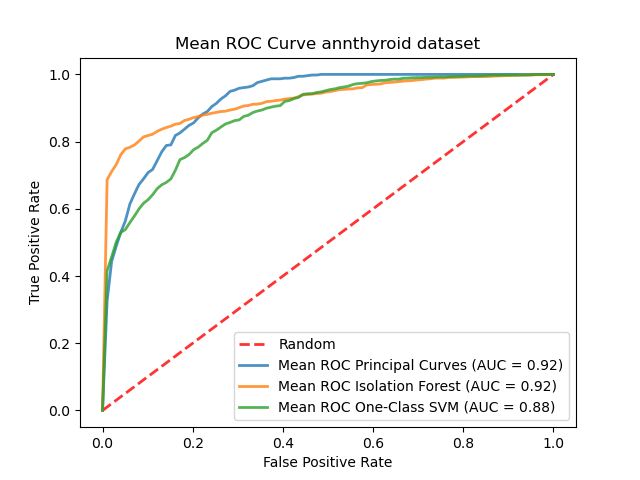 Mean ROC Curve annthyroid dataset
1.0
0.8
0.6
0.4
0.2
0.0
True Positive Rate
Random
Mean ROC Principal Curves (AUC = 0.92)
Mean ROC Isolation Forest (AUC = 0.92)
Mean ROC One-Class SVM (AUC = 0.88)
0.0 0.2 0.4 0.6 0.8 1.0
False Positive Rate